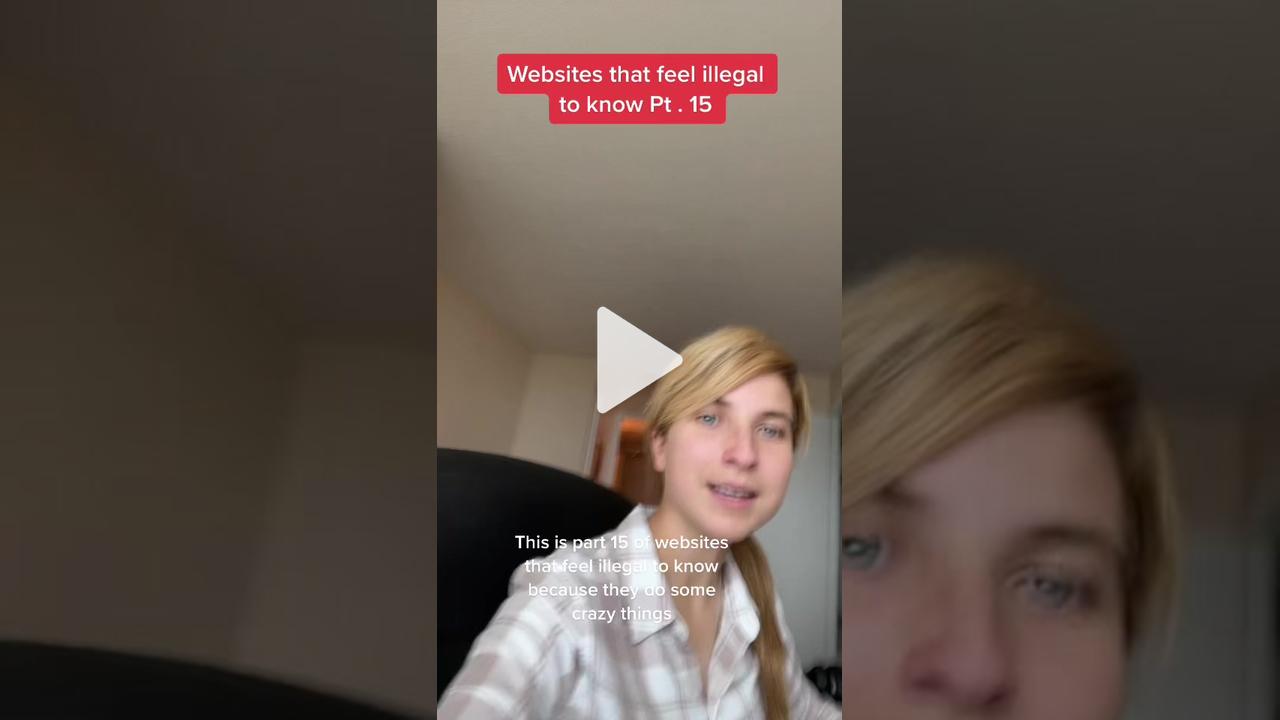 Websites that feel illegal
to know Pt . 15
This is part 15 of websites
that feel illegal to know
because they do some
crazy things